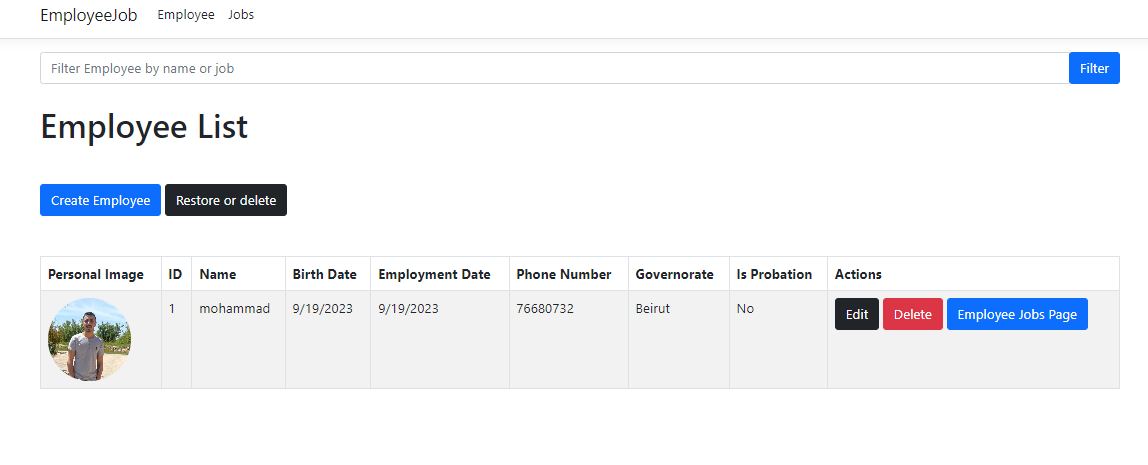 EmployeeJob Employee Jobs
Filter Employee by name or job Filter
Employee List
Create Employee Restore or delete
Personal Image ID Name Birth Date Employment Date Phone Number Governorate Is Probation Actions
1 mohammad 9/19/2023 9/19/2023 76680732 Beirut No Edit Delete Employee Jobs Page